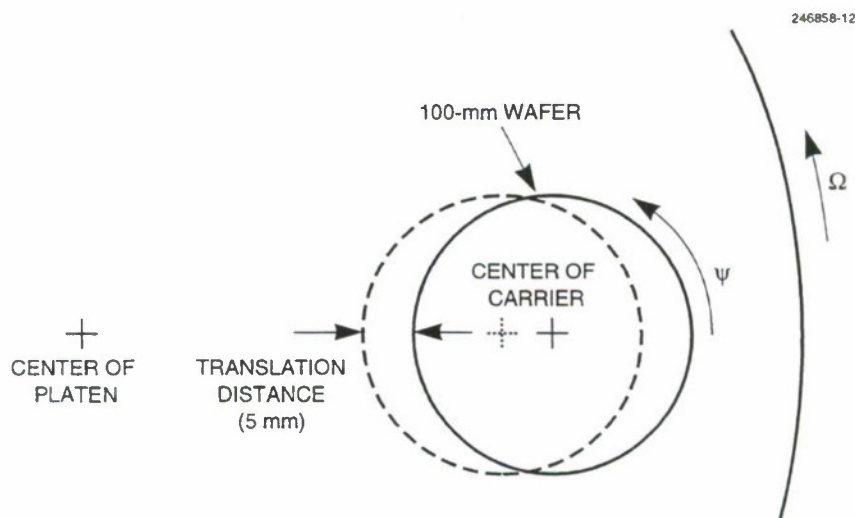 246858-12
100-mm WAFER
Ω
ψ
CENTER OF
CARRIER
CENTER OF
PLATEN
TRANSLATION
DISTANCE
(5 mm)